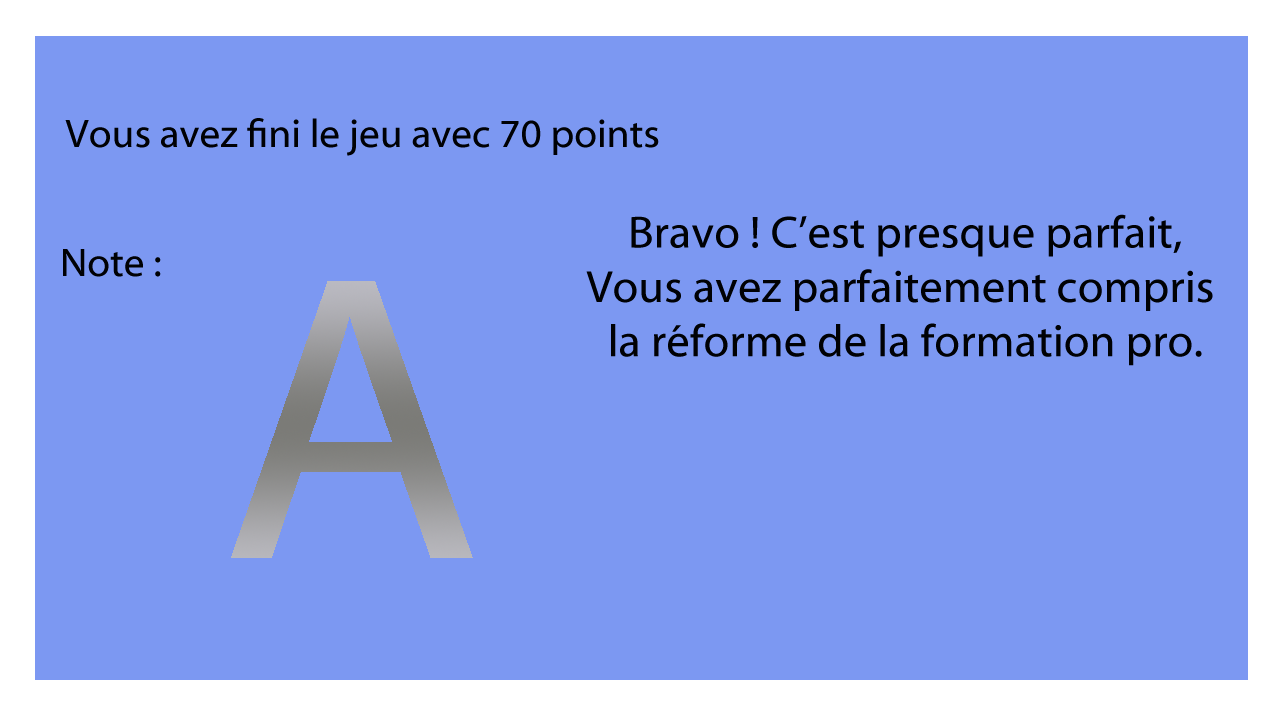 Vous avez fini le jeu avec 70 points
Note :
A
Bravo ! C’est presque parfait,
Vous avez parfaitement compris
la réforme de la formation pro.